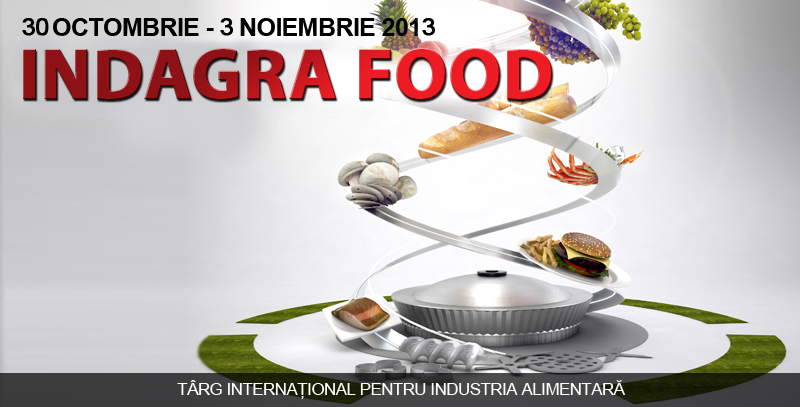 30 OCTOMBRIE - 3 NOIEMBRIE 2013
INDAGRA FOOD
TÂRG INTERNAȚIONAL PENTRU INDUSTRIA ALIMENTARĂ